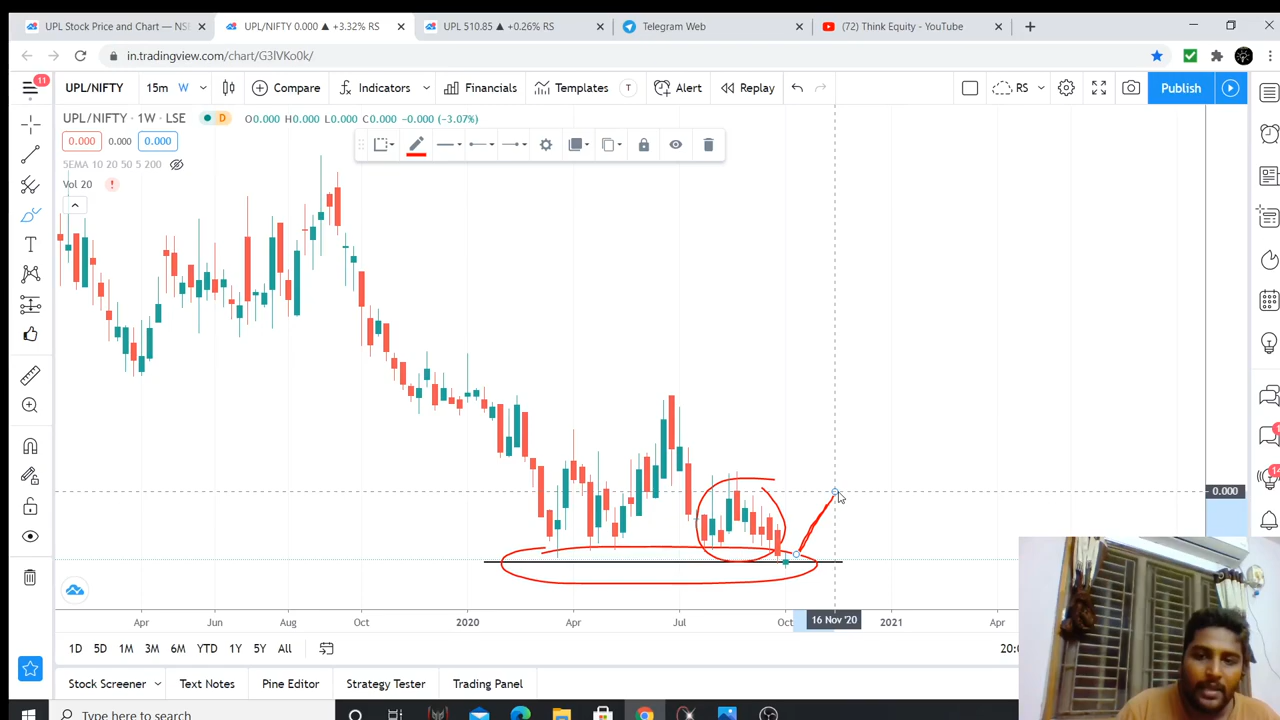 UPL Stock Price and Chart — NSE
UPL/NIFTY 0.000 ▲ +3.32% RS
UPL 510.85 ▲ +0.26% RS
Telegram Web
(72) Think Equity - YouTube
in.tradingview.com/chart/G3lVKo0k/
11
UPL/NIFTY
15m
W
Compare
Indicators
Financials
Templates
T
Alert
Replay
RS
Publish
UPL/NIFTY · 1W · LSE
D
O0.000 H0.000 L0.000 C0.000 −0.000 (−3.07%)
0.000
0.000
0.000
5EMA 10 20 50 5 200
Vol 20
0.000
Apr
Jun
Aug
Oct
2020
Apr
Jul
Oct
16 Nov '20
2021
Apr
1D
5D
1M
3M
6M
YTD
1Y
5Y
All
20:0
Stock Screener
Text Notes
Pine Editor
Strategy Tester
Trading Panel
Type here to search